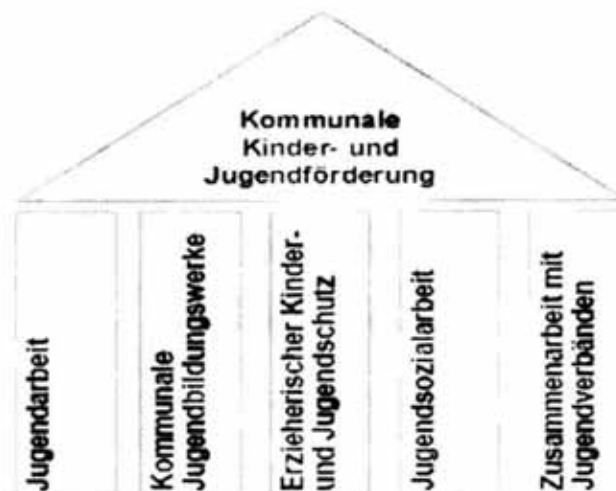 Kommunale
Kinder- und
Jugendförderung
Jugendarbeit
Kommunale
Jugendbildungswerke
Erzieherischer Kinder-
und Jugendschutz
Jugendsozialarbeit
Zusammenarbeit mit
Jugendverbänden